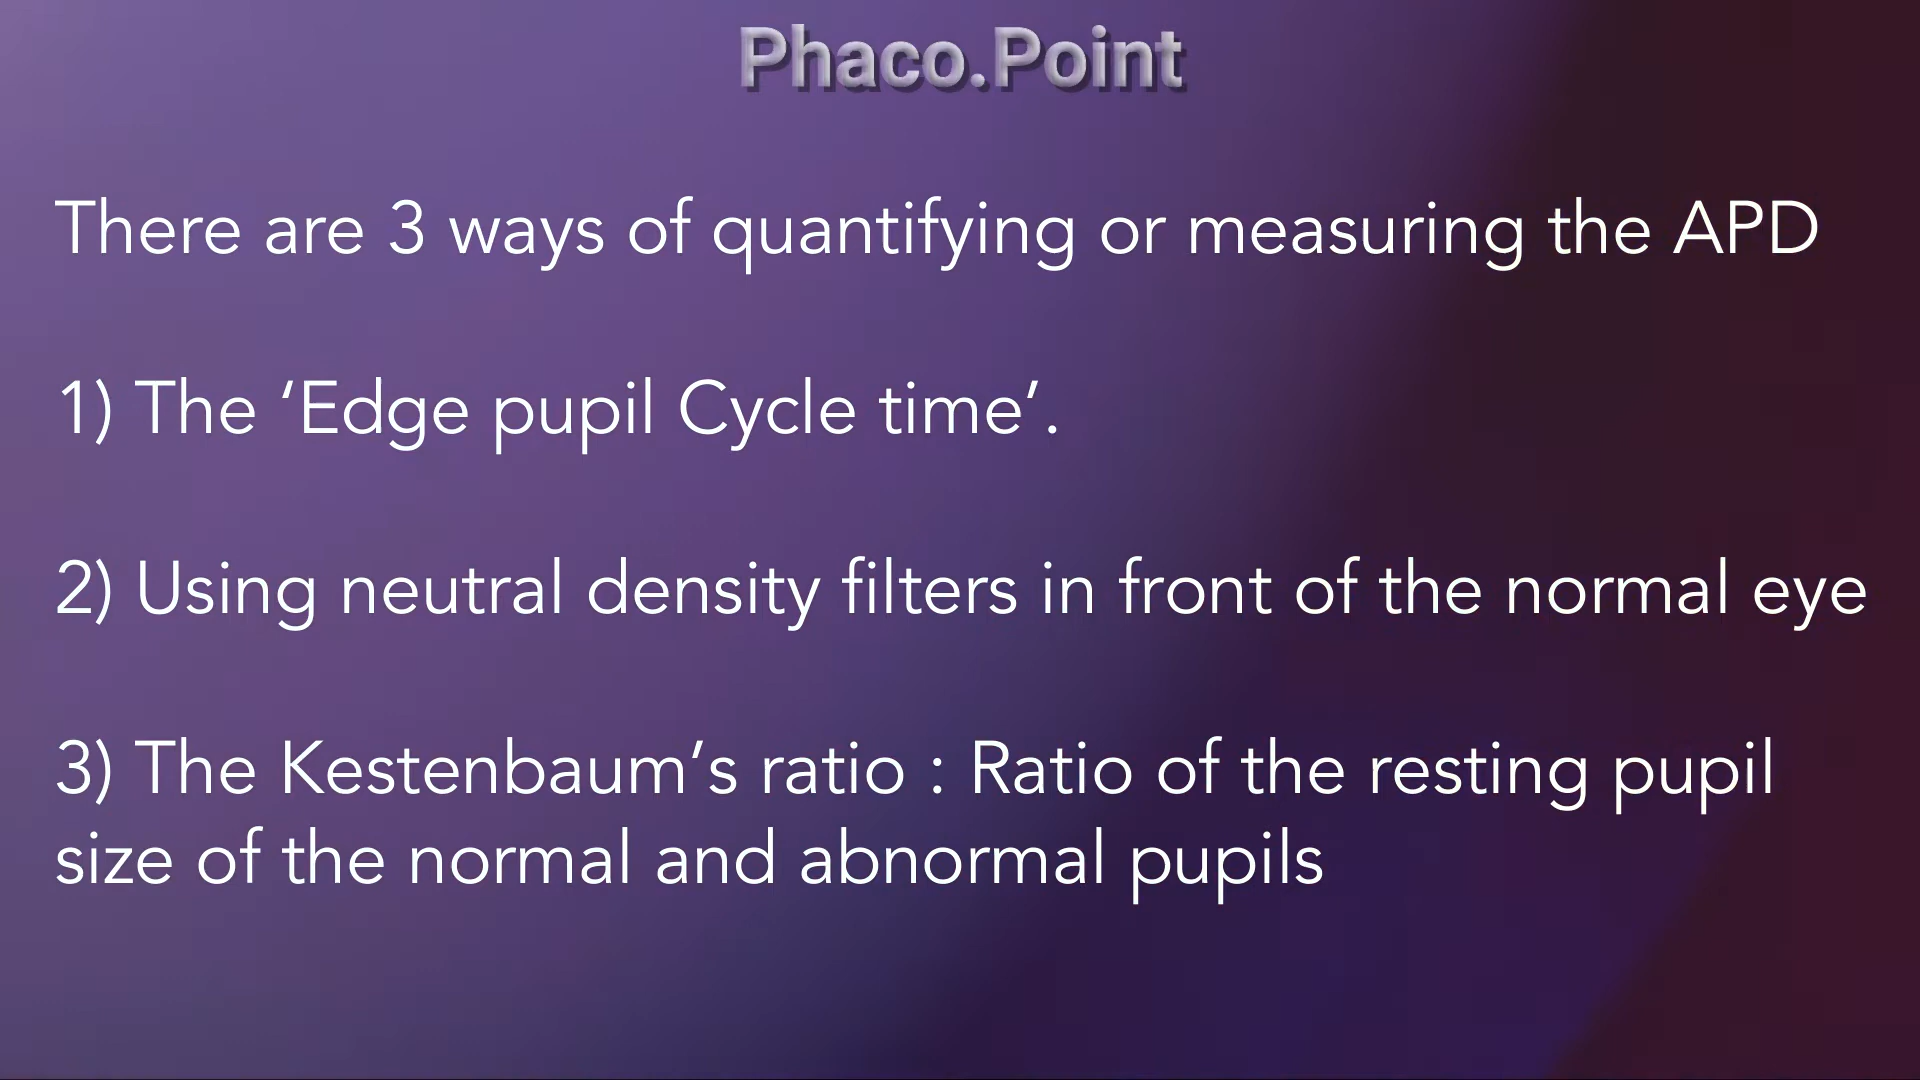 Phaco.Point
There are 3 ways of quantifying or measuring the APD
1) The ‘Edge pupil Cycle time’.
2) Using neutral density filters in front of the normal eye
3) The Kestenbaum’s ratio : Ratio of the resting pupil
size of the normal and abnormal pupils